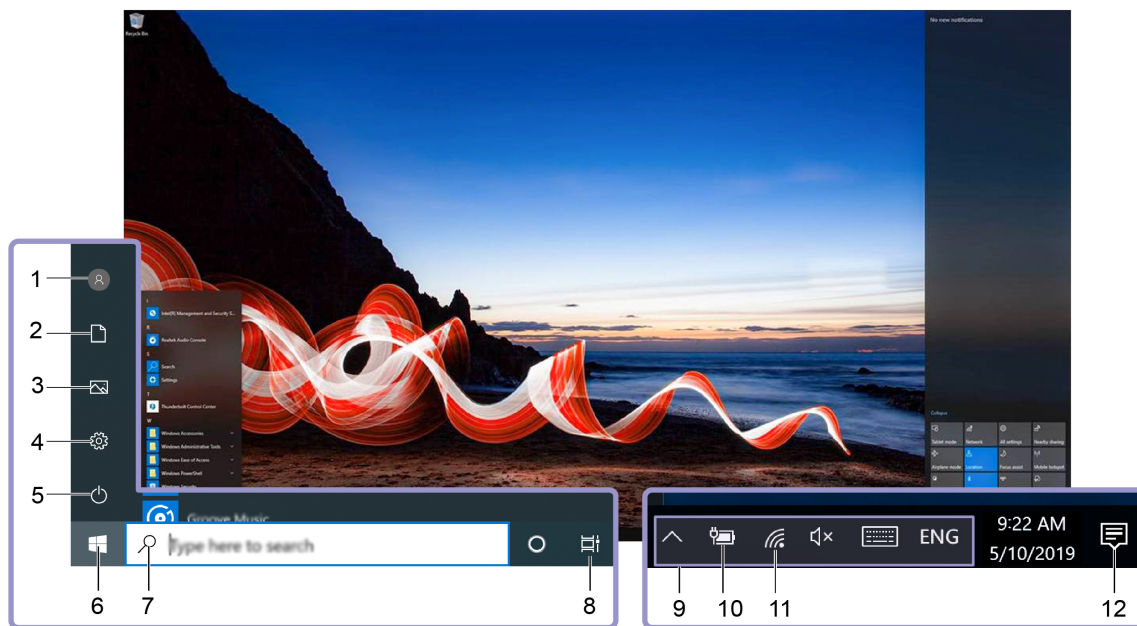 Recycle Bin
No new notifications
1
2
3
4
5
I
Intel(R) Management and Security S...
R
Realtek Audio Console
S
Search
Settings
T
Thunderbolt Control Center
W
Windows Accessories
Windows Administrative Tools
Windows Ease of Access
Windows PowerShell
Windows Security
Groove Music
Type here to search
6
7
8
Collapse
Tablet mode
Network
All settings
Nearby sharing
Airplane mode
Location
Focus assist
Mobile hotspot
ENG
9:22 AM
5/10/2019
9
10
11
12